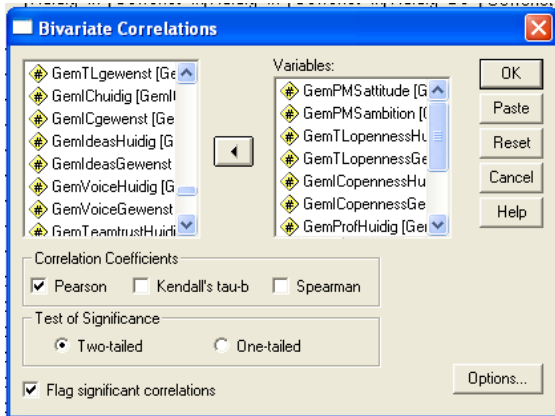 Bivariate Correlations
GemTLgewenst [Ge
GemIChuidig [GemI
GemICgewenst [Ge
GemIdeasHuidig [G
GemIdeasGewenst
GemVoiceHuidig [G
GemVoiceGewenst
GemTeamtrustHuidi
Variables:
GemPMSattitude [G
GemPMSambition [
GemTLopennessHu
GemTLopennessGe
GemICopennessHu
GemICopennessGe
GemProfHuidig [Ger
OK
Paste
Reset
Cancel
Help
Correlation Coefficients
Pearson Kendall's tau-b Spearman
Test of Significance
Two-tailed One-tailed
Flag significant correlations
Options...